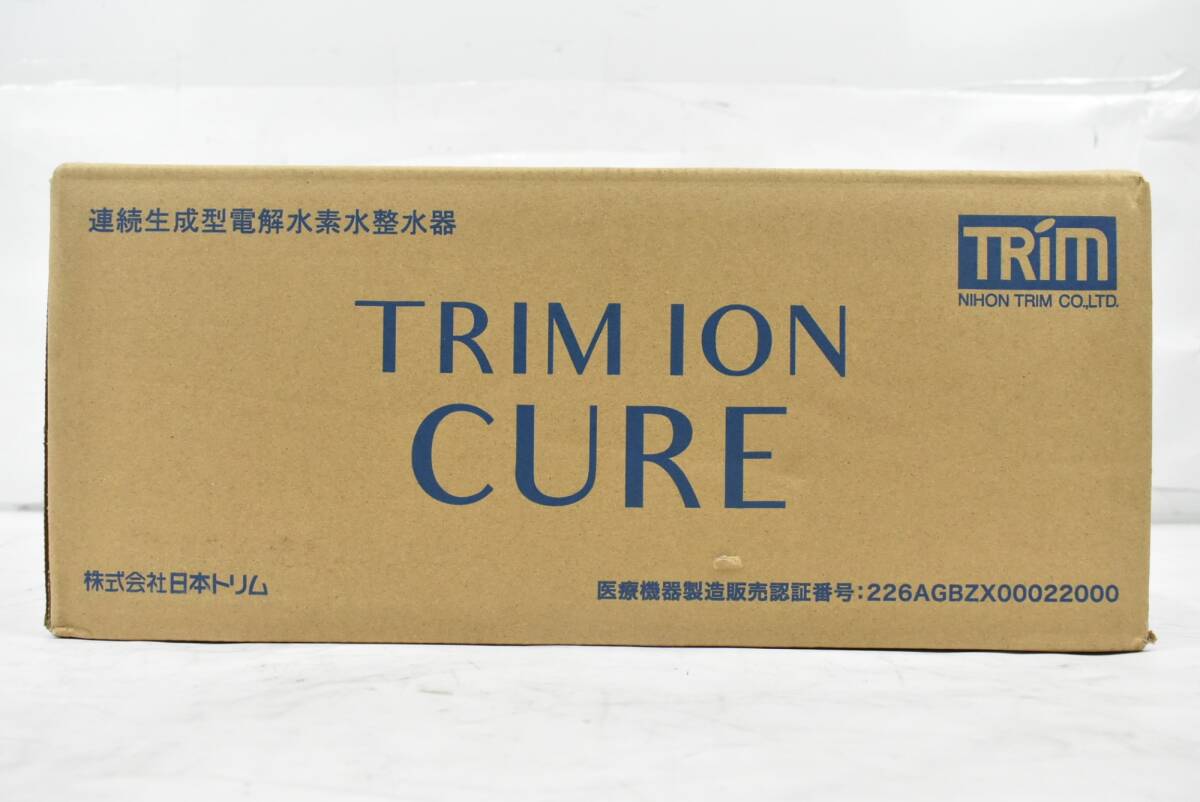 連続生成型電解水素水整水器
TRIM
NIHON TRIM CO.,LTD.
TRIM ION
CURE
株式会社日本トリム
医療機器製造販売認証番号:226AGBZX00022000